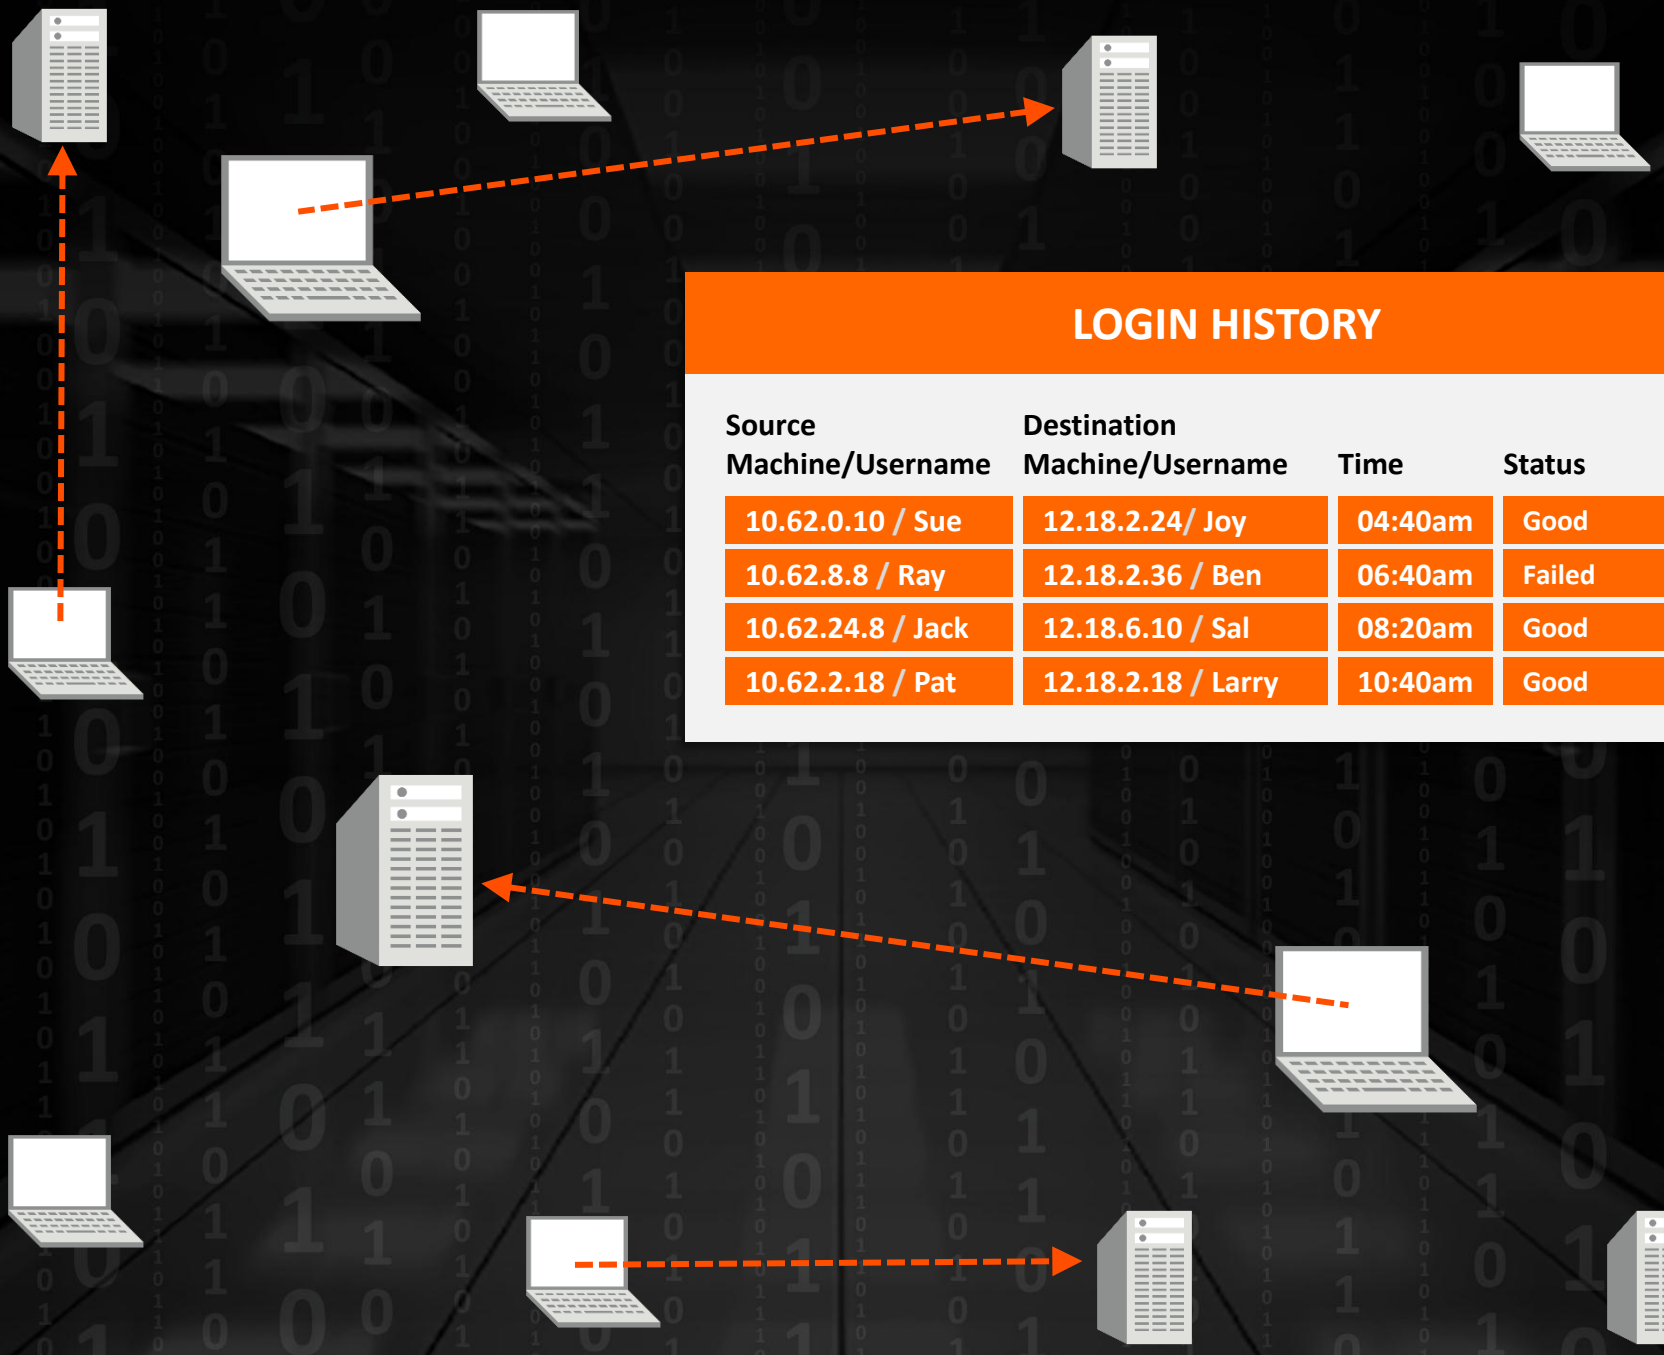 LOGIN HISTORY
Source Destination
Machine/Username Machine/Username Time Status
10.62.0.10 / Sue 12.18.2.24/ Joy 04:40am Good
10.62.8.8 / Ray 12.18.2.36 / Ben 06:40am Failed
10.62.24.8 / Jack 12.18.6.10 / Sal 08:20am Good
10.62.2.18 / Pat 12.18.2.18 / Larry 10:40am Good